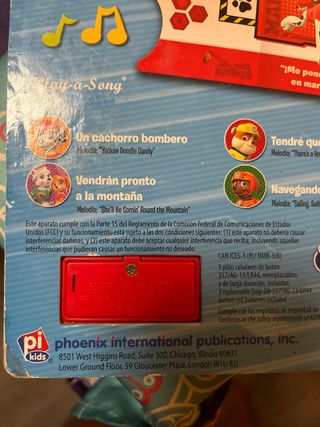 Play-a-Song®
"¡Me pono
en mar
Un cachorro bombero
Melodía: "Yankee Doodle Dandy"
Tendré que
Melodía: "There's a Ho
Vendrán pronto
a la montaña
Melodía: "She'll Be Comin' Round the Mountain"
Navegando
Melodía: "Sailing, Sailin
Este aparato cumple con la Parte 15 del Reglamento de la Comisión Federal de Comunicaciones de Estados
Unidos (FCC) y su funcionamiento está sujeto a las dos condiciones siguientes: (1) este aparato no debería causar
interferencias dañinas, y (2) este aparato debe aceptar cualquier interferencia que reciba, incluyendo aquellas
interferencias que pudieran causar un funcionamiento no deseado.
CAN ICES-3 (B)/ NMB-3(B)
3 pilas celulares de botón
357/AG-13/LR44, reemplazables
y de larga duración, incluidas
3 replaceable long-life 357/AG-13/LR44
button cell batteries included.
Cumple con los requisitos de seguridad de
Conforms to the safety requirements of AST
pi
kids®
phoenix international publications, inc.
8501 West Higgins Road, Suite 300, Chicago, Illinois 60631
Lower Ground Floor, 59 Gloucester Place, London W1U 8JJ